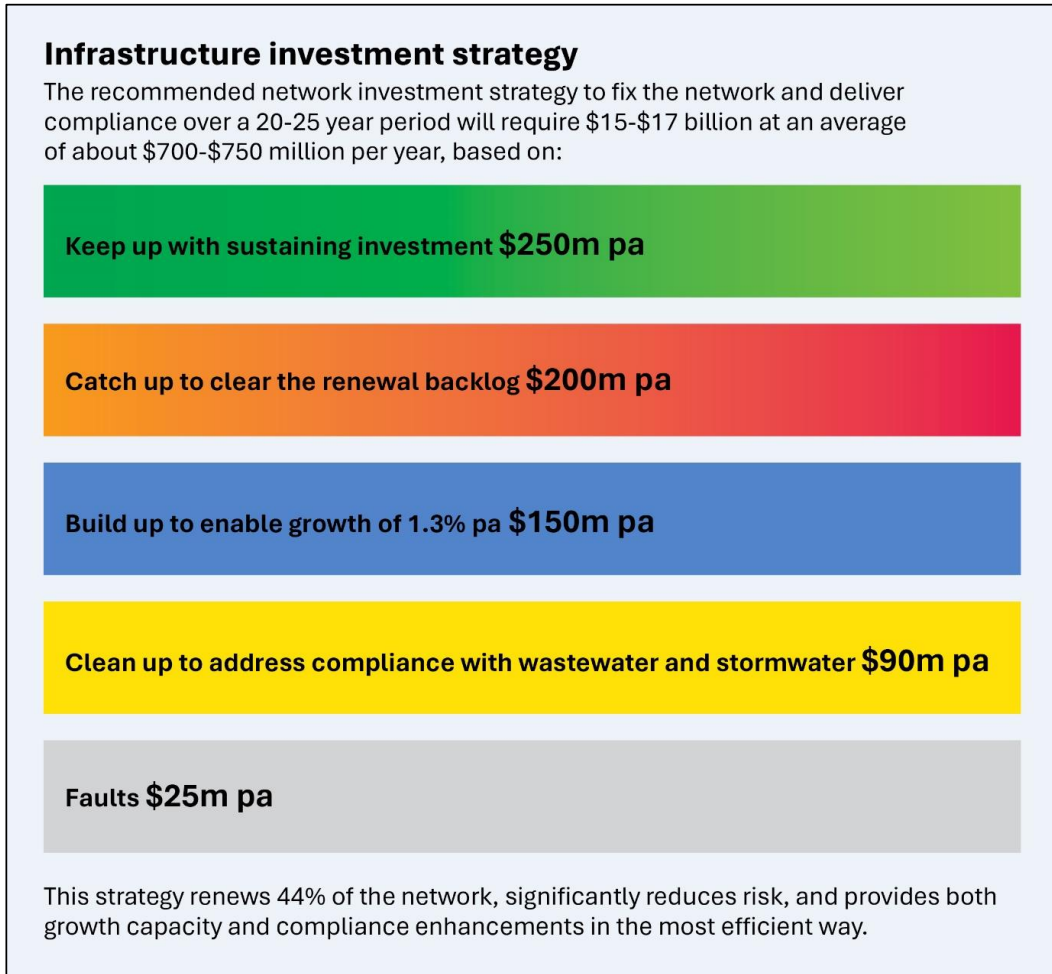 Infrastructure investment strategy
The recommended network investment strategy to fix the network and deliver
compliance over a 20-25 year period will require $15-$17 billion at an average
of about $700-$750 million per year, based on:
Keep up with sustaining investment $250m pa
Catch up to clear the renewal backlog $200m pa
Build up to enable growth of 1.3% pa $150m pa
Clean up to address compliance with wastewater and stormwater $90m pa
Faults $25m pa
This strategy renews 44% of the network, significantly reduces risk, and provides both
growth capacity and compliance enhancements in the most efficient way.